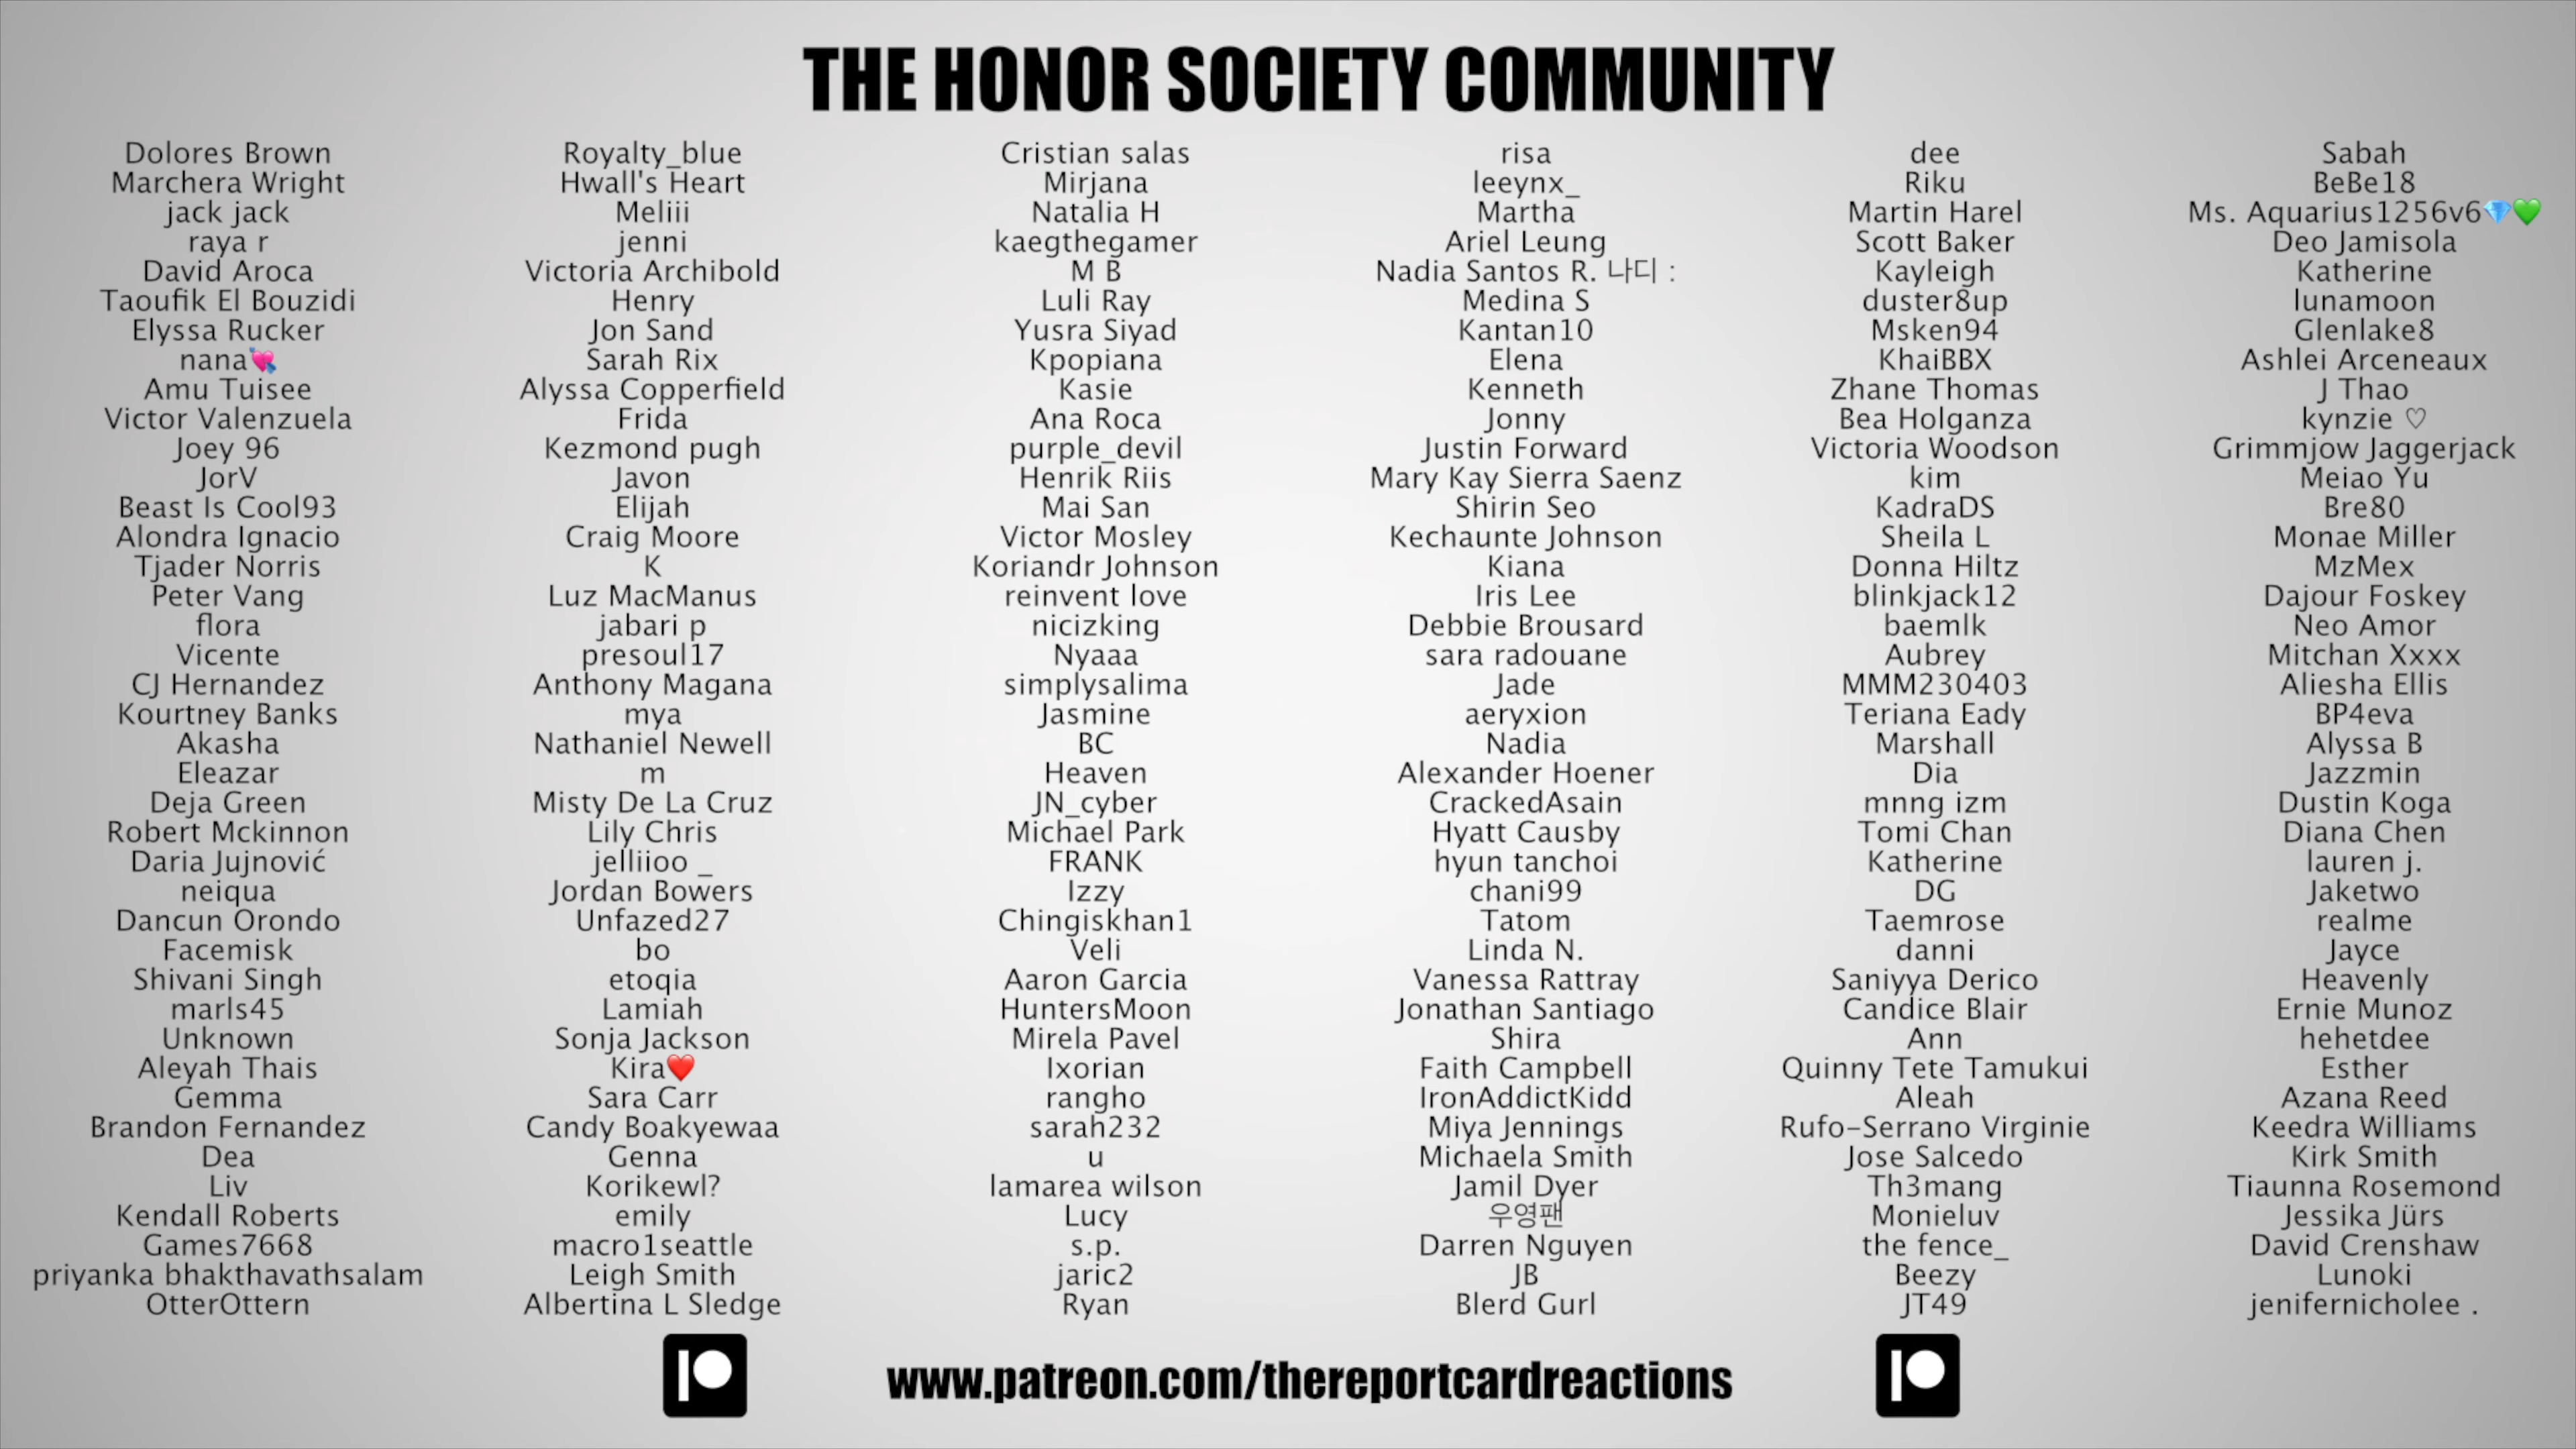 THE HONOR SOCIETY COMMUNITY
Dolores Brown
Marchera Wright
jack jack
raya r
David Aroca
Taoufik El Bouzidi
Elyssa Rucker
nana💘
Amu Tuisee
Victor Valenzuela
Joey 96
JorV
Beast Is Cool93
Alondra Ignacio
Tjader Norris
Peter Vang
flora
Vicente
CJ Hernandez
Kourtney Banks
Akasha
Eleazar
Deja Green
Robert Mckinnon
Daria Jujnović
neiqua
Dancun Orondo
Facemisk
Shivani Singh
marls45
Unknown
Aleyah Thais
Gemma
Brandon Fernandez
Dea
Liv
Kendall Roberts
Games7668
priyanka bhakthavathsalam
OtterOttern
Royalty_blue
Hwall's Heart
Meliii
jenni
Victoria Archibold
Henry
Jon Sand
Sarah Rix
Alyssa Copperfield
Frida
Kezmond pugh
Javon
Elijah
Craig Moore
K
Luz MacManus
jabari p
presoul17
Anthony Magana
mya
Nathaniel Newell
m
Misty De La Cruz
Lily Chris
jelliioo _
Jordan Bowers
Unfazed27
bo
etoqia
Lamiah
Sonja Jackson
Kira❤️
Sara Carr
Candy Boakyewaa
Genna
Korikewl?
emily
macro1seattle
Leigh Smith
Albertina L Sledge
Cristian salas
Mirjana
Natalia H
kaegthegamer
M B
Luli Ray
Yusra Siyad
Kpopiana
Kasie
Ana Roca
purple_devil
Henrik Riis
Mai San
Victor Mosley
Koriandr Johnson
reinvent love
nicizking
Nyaaa
simplysalima
Jasmine
BC
Heaven
JN_cyber
Michael Park
FRANK
Izzy
Chingiskhan1
Veli
Aaron Garcia
HuntersMoon
Mirela Pavel
Ixorian
rangho
sarah232
u
lamarea wilson
Lucy
s.p.
jaric2
Ryan
risa
leeynx_
Martha
Ariel Leung
Nadia Santos R. 나디 :
Medina S
Kantan10
Elena
Kenneth
Jonny
Justin Forward
Mary Kay Sierra Saenz
Shirin Seo
Kechaunte Johnson
Kiana
Iris Lee
Debbie Brousard
sara radouane
Jade
aeryxion
Nadia
Alexander Hoener
CrackedAsain
Hyatt Causby
hyun tanchoi
chani99
Tatom
Linda N.
Vanessa Rattray
Jonathan Santiago
Shira
Faith Campbell
IronAddictKidd
Miya Jennings
Michaela Smith
Jamil Dyer
우영팬
Darren Nguyen
JB
Blerd Gurl
dee
Riku
Martin Harel
Scott Baker
Kayleigh
duster8up
Msken94
KhaiBBX
Zhane Thomas
Bea Holganza
Victoria Woodson
kim
KadraDS
Sheila L
Donna Hiltz
blinkjack12
baemlk
Aubrey
MMM230403
Teriana Eady
Marshall
Dia
mnng izm
Tomi Chan
Katherine
DG
Taemrose
danni
Saniyya Derico
Candice Blair
Ann
Quinny Tete Tamukui
Aleah
Rufo-Serrano Virginie
Jose Salcedo
Th3mang
Monieluv
the fence_
Beezy
JT49
Sabah
BeBe18
Ms. Aquarius1256v6💎💚
Deo Jamisola
Katherine
lunamoon
Glenlake8
Ashlei Arceneaux
J Thao
kynzie ♡
Grimmjow Jaggerjack
Meiao Yu
Bre80
Monae Miller
MzMex
Dajour Foskey
Neo Amor
Mitchan Xxxx
Aliesha Ellis
BP4eva
Alyssa B
Jazzmin
Dustin Koga
Diana Chen
lauren j.
Jaketwo
realme
Jayce
Heavenly
Ernie Munoz
hehetdee
Esther
Azana Reed
Keedra Williams
Kirk Smith
Tiaunna Rosemond
Jessika Jürs
David Crenshaw
Lunoki
jenifernicholee .
www.patreon.com/thereportcardreactions